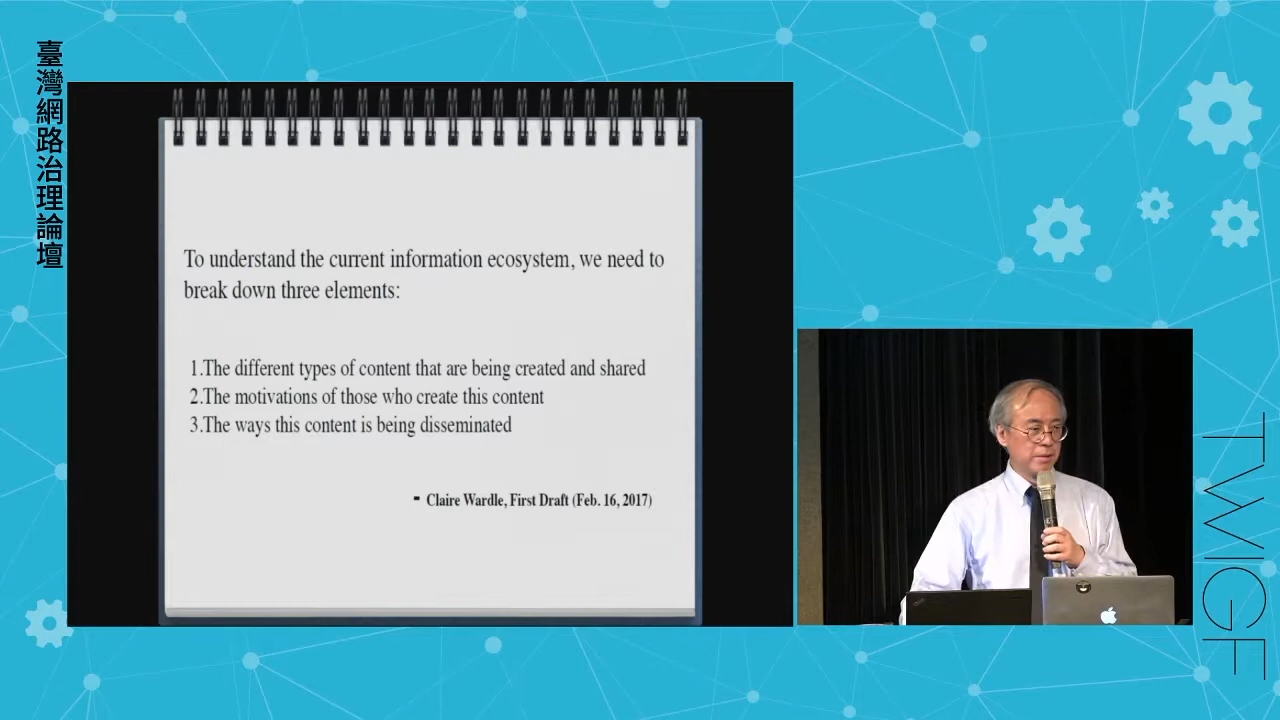 臺灣網路治理論壇
To understand the current information ecosystem, we need to
break down three elements:
1.The different types of content that are being created and shared
2.The motivations of those who create this content
3.The ways this content is being disseminated
- Claire Wardle, First Draft (Feb. 16, 2017)
TWIGF